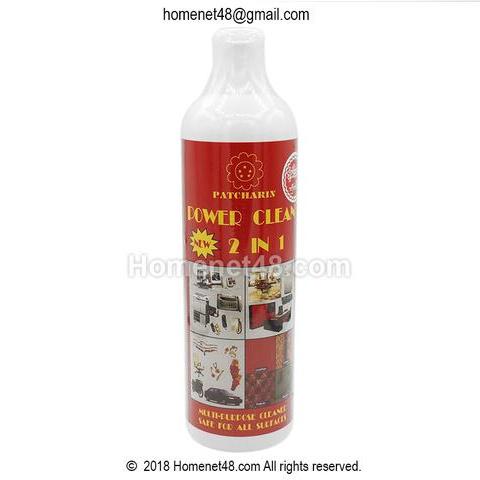 homenet48@gmail.com
PATCHARIN
POWER CLEAN
NEW
2 IN 1
Homenet48.com
MULTI-PURPOSE CLEANER
SAFE FOR ALL SURFACES
© 2018 Homenet48.com All rights reserved.